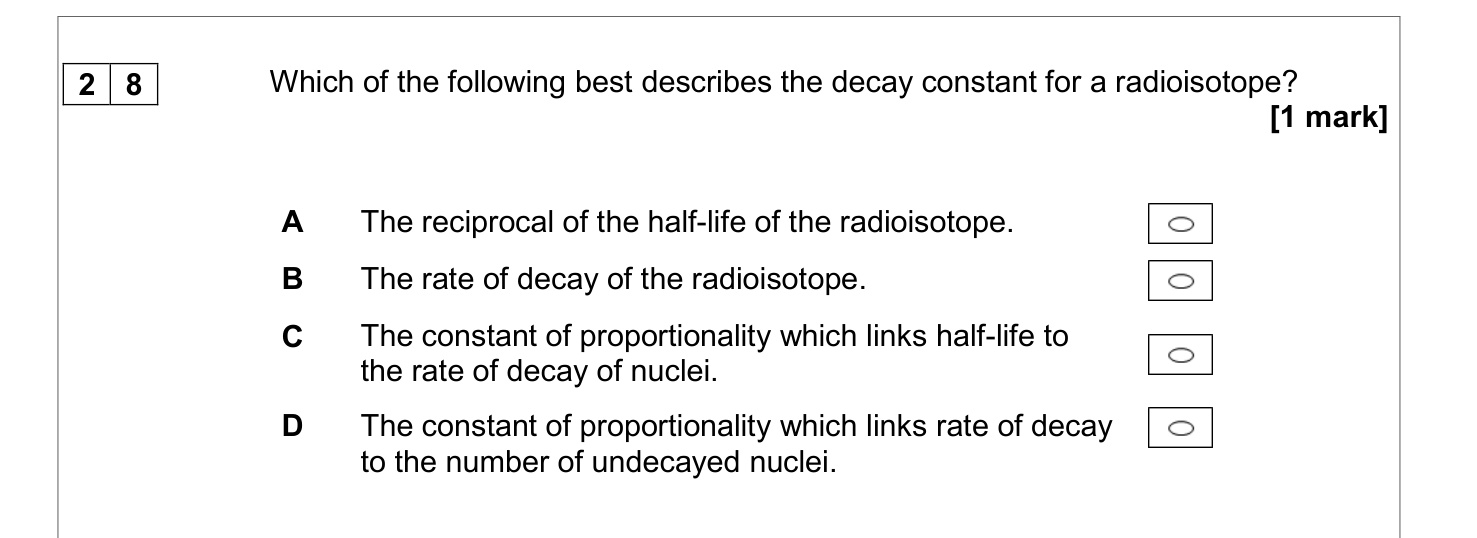 28 Which of the following best describes the decay constant for a radioisotope?
[1 mark]
A The reciprocal of the half-life of the radioisotope.
B The rate of decay of the radioisotope.
C The constant of proportionality which links half-life to
the rate of decay of nuclei.
D The constant of proportionality which links rate of decay
to the number of undecayed nuclei.